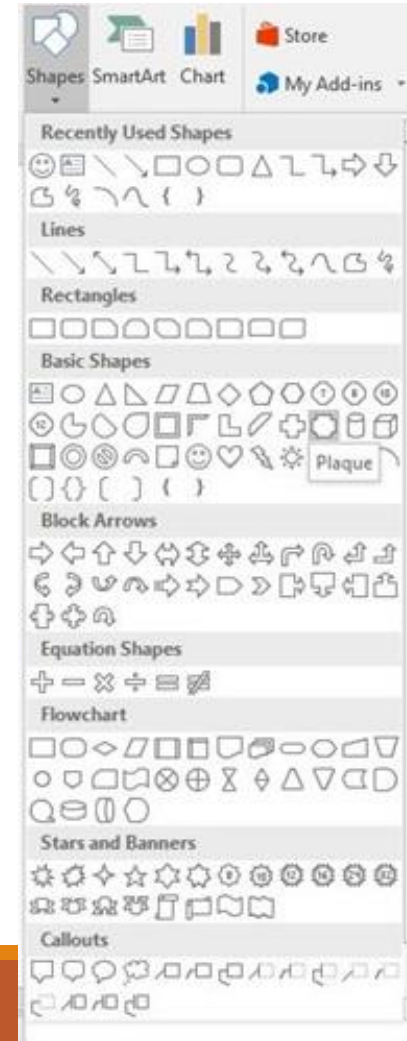 Store
Shapes SmartArt Chart
My Add-ins
Recently Used Shapes
Lines
Rectangles
Basic Shapes
Plaque
Block Arrows
Equation Shapes
Flowchart
Stars and Banners
Callouts